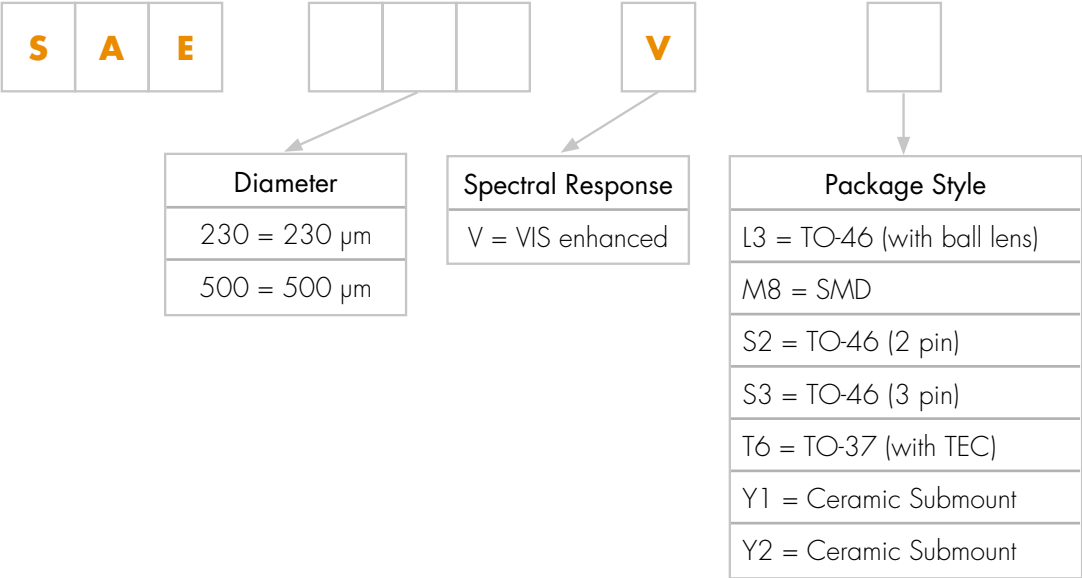 S A E V
Diameter
230 = 230 µm
500 = 500 µm
Spectral Response
V = VIS enhanced
Package Style
L3 = TO-46 (with ball lens)
M8 = SMD
S2 = TO-46 (2 pin)
S3 = TO-46 (3 pin)
T6 = TO-37 (with TEC)
Y1 = Ceramic Submount
Y2 = Ceramic Submount